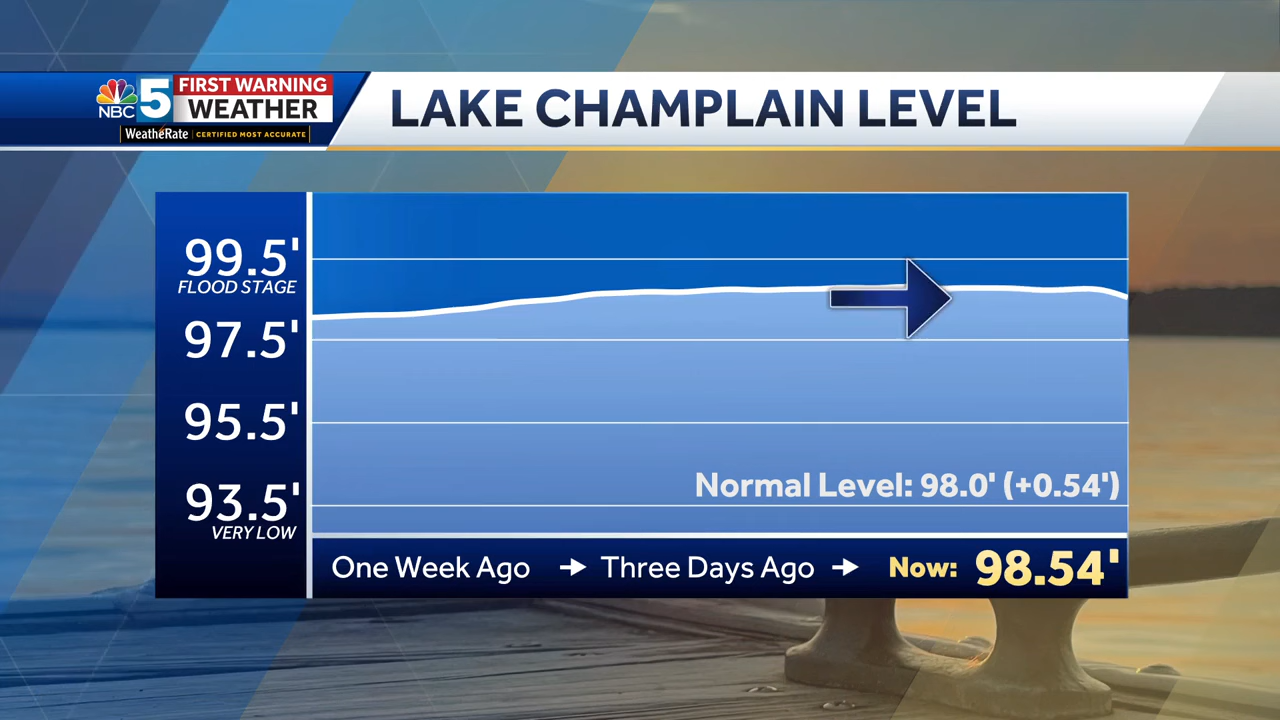 NBC 5 FIRST WARNING
WEATHER
WeatheRate CERTIFIED MOST ACCURATE
LAKE CHAMPLAIN LEVEL
99.5'
FLOOD STAGE
97.5'
95.5'
93.5'
VERY LOW
Normal Level: 98.0' (+0.54')
One Week Ago Three Days Ago Now: 98.54'